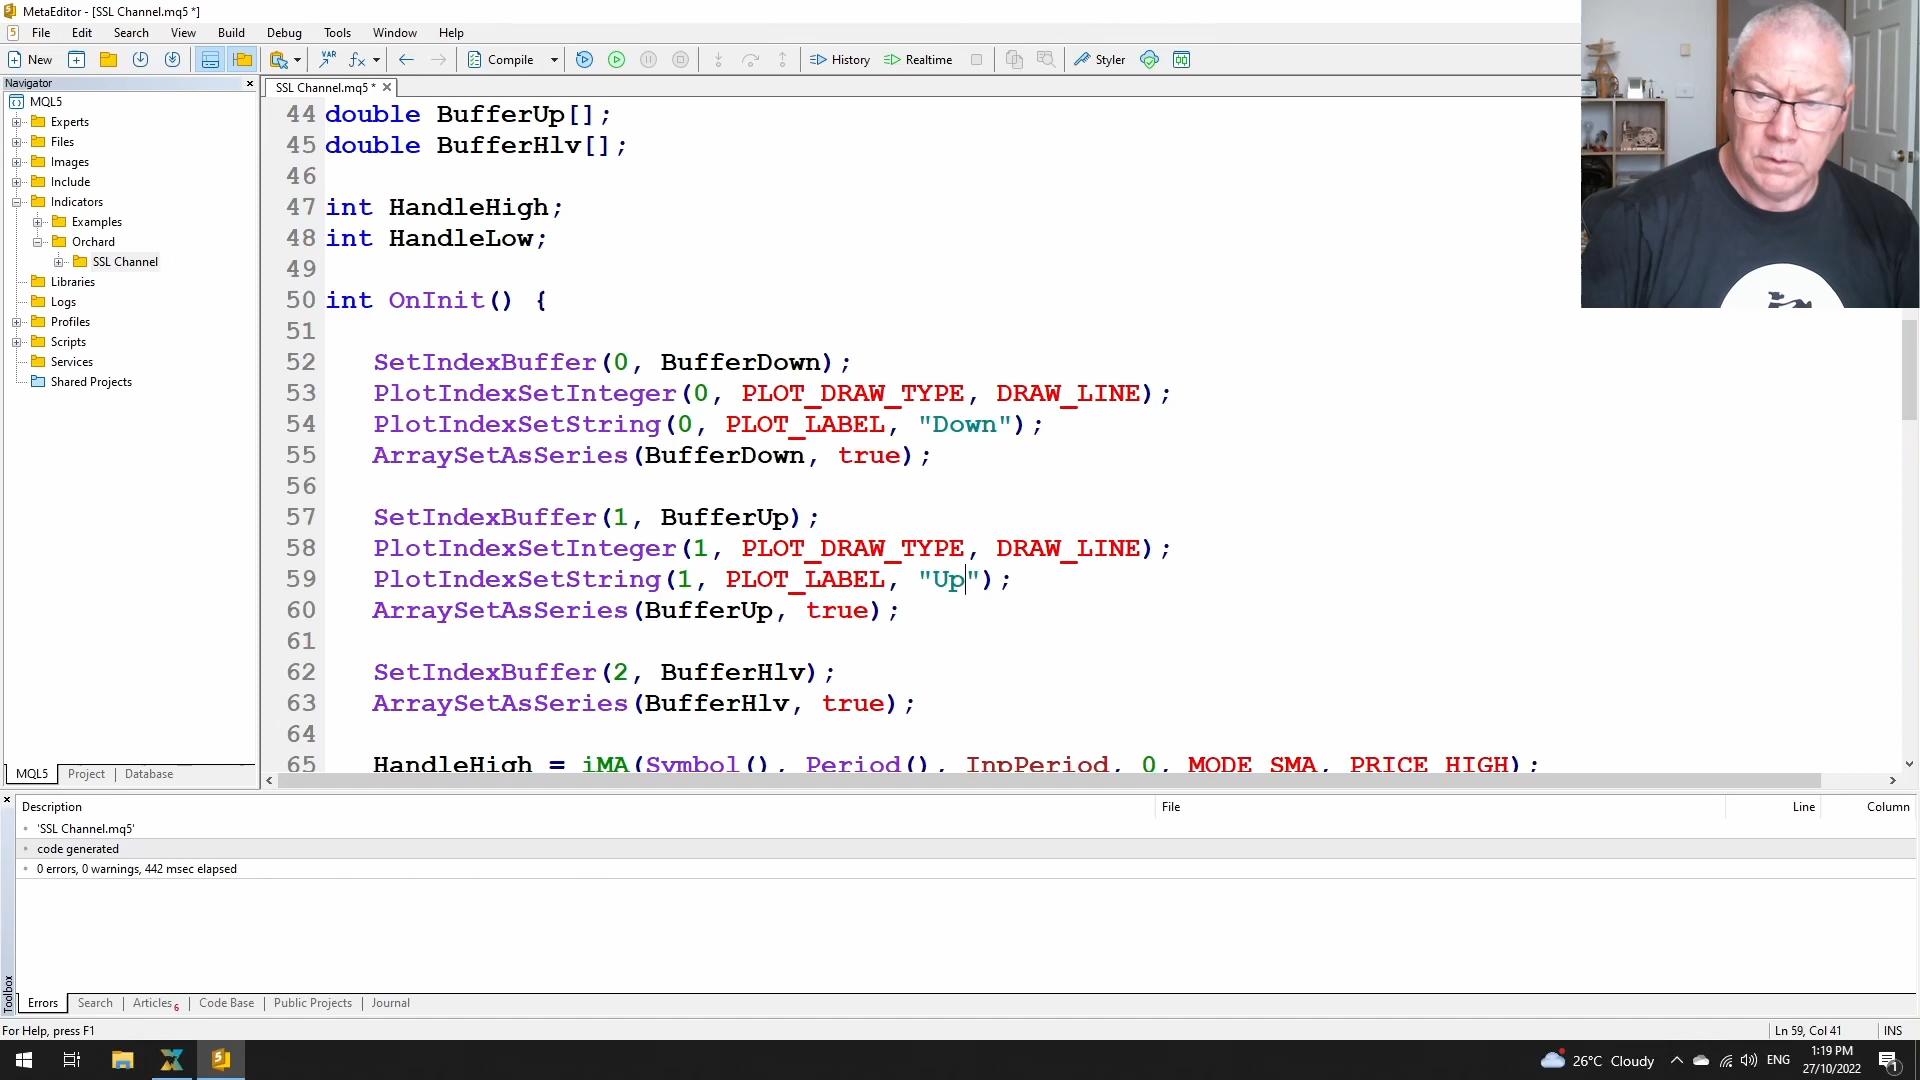 MetaEditor - [SSL Channel.mq5 *]
File Edit Search View Build Debug Tools Window Help
New VAR Compile History Realtime Styler
Navigator
SSL Channel.mq5 *
MQL5
Experts
Files
Images
Include
Indicators
Examples
Orchard
SSL Channel
Libraries
Logs
Profiles
Scripts
Services
Shared Projects
MQL5 Project Database
44 double BufferUp[];
45 double BufferHlv[];
46
47 int HandleHigh;
48 int HandleLow;
49
50 int OnInit() {
51
52 SetIndexBuffer(0, BufferDown);
53 PlotIndexSetInteger(0, PLOT_DRAW_TYPE, DRAW_LINE);
54 PlotIndexSetString(0, PLOT_LABEL, "Down");
55 ArraySetAsSeries(BufferDown, true);
56
57 SetIndexBuffer(1, BufferUp);
58 PlotIndexSetInteger(1, PLOT_DRAW_TYPE, DRAW_LINE);
59 PlotIndexSetString(1, PLOT_LABEL, "Up");
60 ArraySetAsSeries(BufferUp, true);
61
62 SetIndexBuffer(2, BufferHlv);
63 ArraySetAsSeries(BufferHlv, true);
64
65 HandleHigh = iMA(Symbol(), Period(), InpPeriod, 0, MODE_SMA, PRICE_HIGH);
Description File Line Column
'SSL Channel.mq5'
code generated
0 errors, 0 warnings, 442 msec elapsed
Toolbox
Errors Search Articles 6 Code Base Public Projects Journal
For Help, press F1 Ln 59, Col 41 INS
26°C Cloudy ENG 1:19 PM
27/10/2022 1